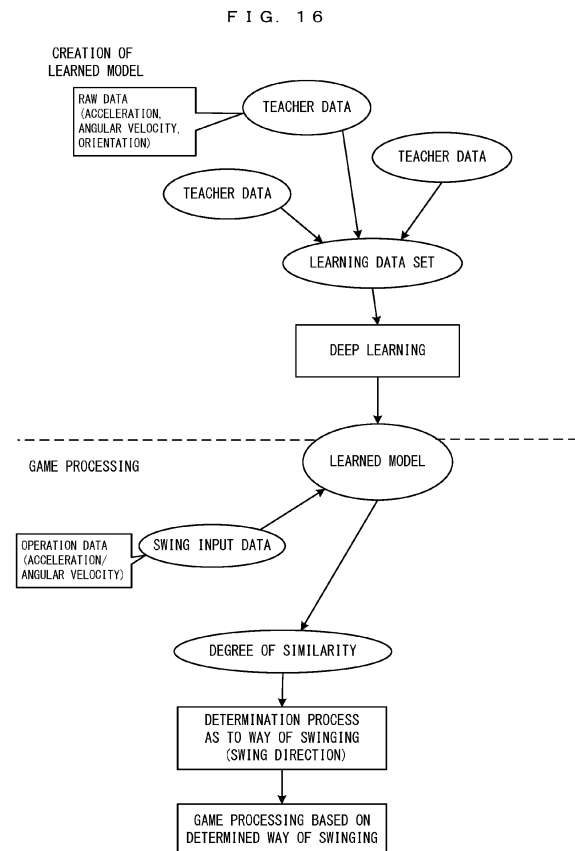 FIG. 16
CREATION OF
LEARNED MODEL
RAW DATA
(ACCELERATION,
ANGULAR VELOCITY,
ORIENTATION)
TEACHER DATA
TEACHER DATA
TEACHER DATA
LEARNING DATA SET
DEEP LEARNING
LEARNED MODEL
GAME PROCESSING
OPERATION DATA
(ACCELERATION/
ANGULAR VELOCITY)
SWING INPUT DATA
DEGREE OF SIMILARITY
DETERMINATION PROCESS
AS TO WAY OF SWINGING
(SWING DIRECTION)
GAME PROCESSING BASED ON
DETERMINED WAY OF SWINGING